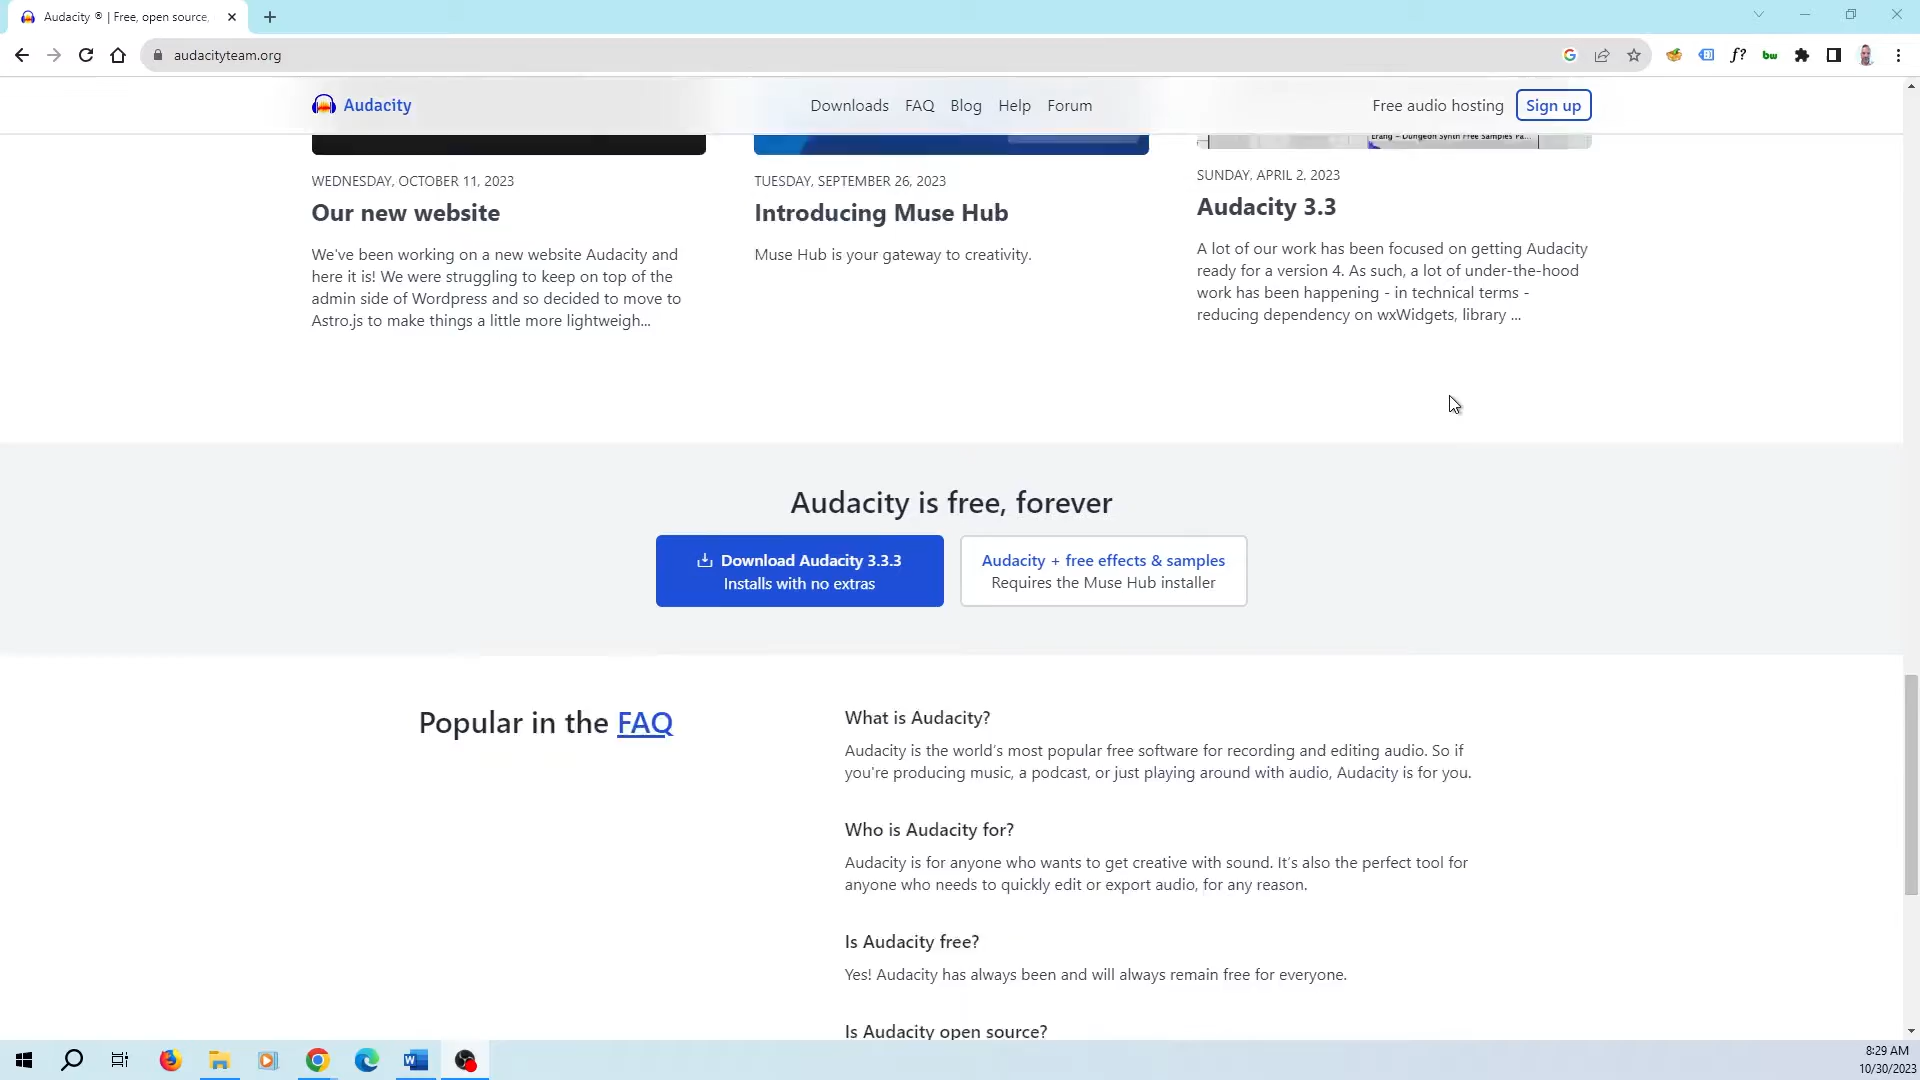 Audacity ® | Free, open source,
audacityteam.org
f?
bw
Audacity
Downloads FAQ Blog Help Forum
Free audio hosting Sign up
Erang - Dungeon Synth Free Samples Pa...
WEDNESDAY, OCTOBER 11, 2023
Our new website
We've been working on a new website Audacity and
here it is! We were struggling to keep on top of the
admin side of Wordpress and so decided to move to
Astro.js to make things a little more lightweigh...
TUESDAY, SEPTEMBER 26, 2023
Introducing Muse Hub
Muse Hub is your gateway to creativity.
SUNDAY, APRIL 2, 2023
Audacity 3.3
A lot of our work has been focused on getting Audacity
ready for a version 4. As such, a lot of under-the-hood
work has been happening - in technical terms -
reducing dependency on wxWidgets, library ...
Audacity is free, forever
Download Audacity 3.3.3
Installs with no extras
Audacity + free effects & samples
Requires the Muse Hub installer
Popular in the FAQ
What is Audacity?
Audacity is the world's most popular free software for recording and editing audio. So if
you're producing music, a podcast, or just playing around with audio, Audacity is for you.
Who is Audacity for?
Audacity is for anyone who wants to get creative with sound. It's also the perfect tool for
anyone who needs to quickly edit or export audio, for any reason.
Is Audacity free?
Yes! Audacity has always been and will always remain free for everyone.
Is Audacity open source?
8:29 AM
10/30/2023